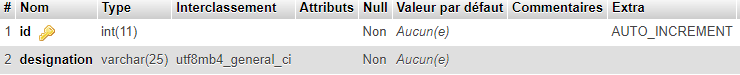 # Nom Type Interclassement Attributs Null Valeur par défaut Commentaires Extra
1 id int(11) Non Aucun(e) AUTO_INCREMENT
2 designation varchar(25) utf8mb4_general_ci Non Aucun(e)